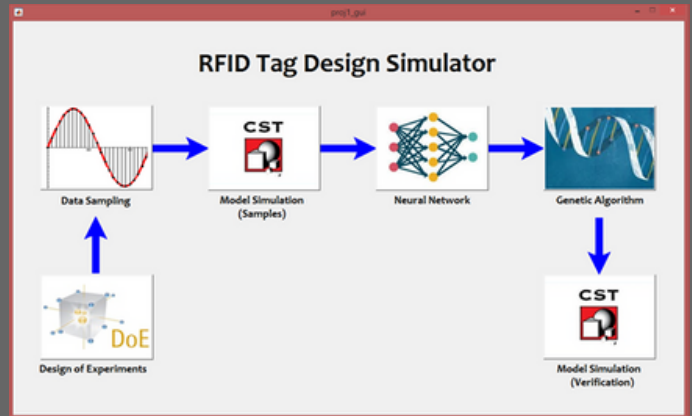 proj1_gui
RFID Tag Design Simulator
CST
Data Sampling
Model Simulation
(Samples)
Neural Network
Genetic Algorithm
DoE
CST
Design of Experiments
Model Simulation
(Verification)